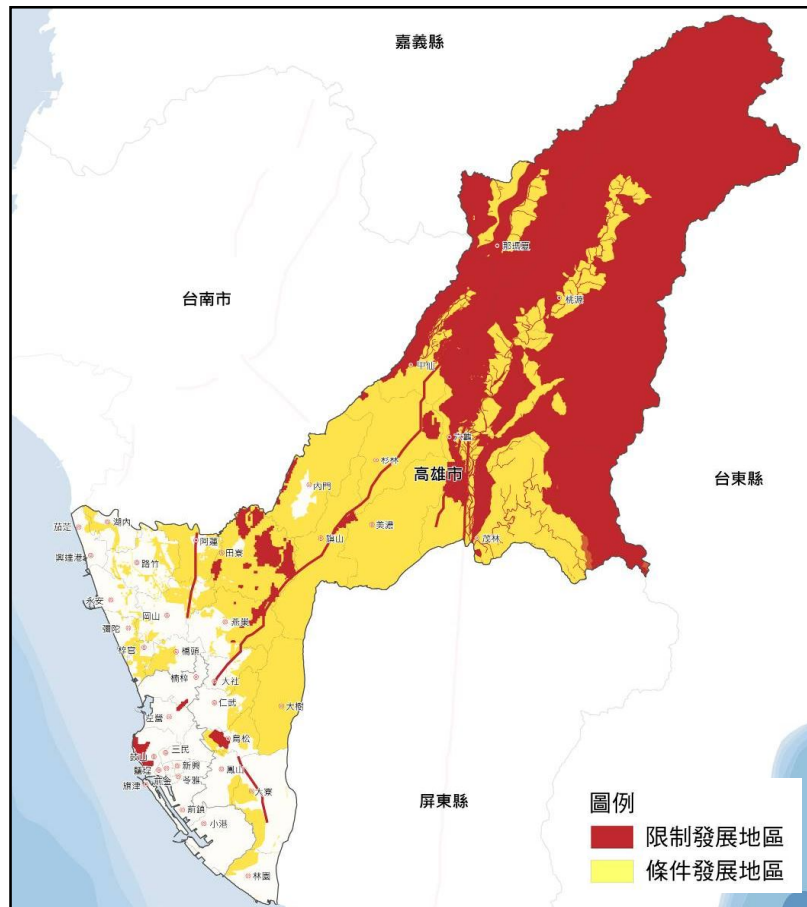 嘉義縣
台南市
那瑪夏
桃源
甲仙
六龜
杉林
高雄市
台東縣
內門
美濃
旗山
茂林
湖內
茄萣
阿蓮
田寮
興達港
路竹
永安
岡山
彌陀
燕巢
梓官
橋頭
楠梓
大社
仁武
大樹
左營
鳥松
三民
鼓山
新興
鳳山
鹽埕
前金
苓雅
旗津
大寮
屏東縣
前鎮
小港
林園
圖例
限制發展地區
條件發展地區